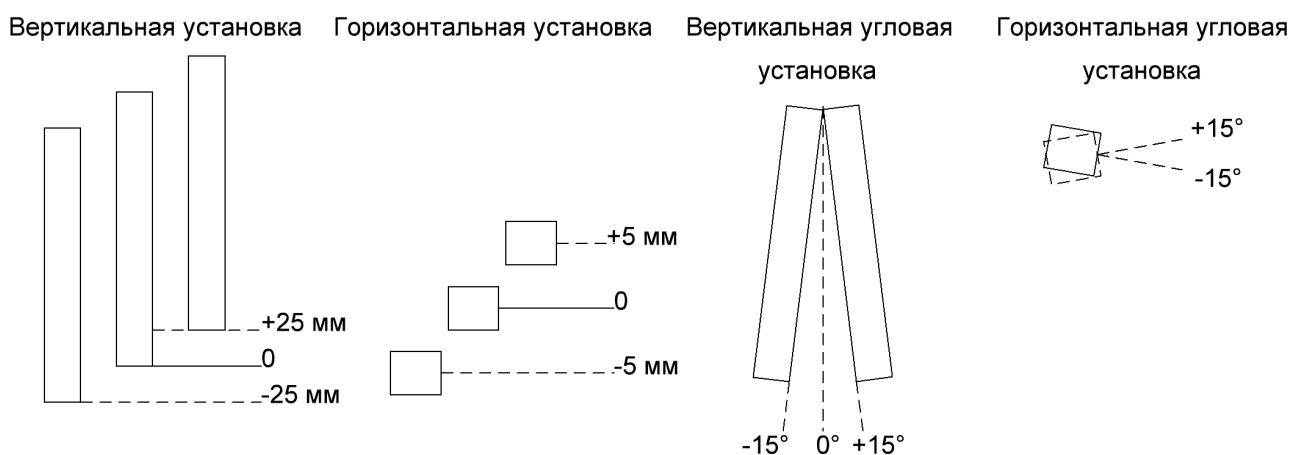 Вертикальная установка
+25 мм
0
-25 мм
Горизонтальная установка
+5 мм
0
-5 мм
Вертикальная угловая
установка
-15° 0° +15°
Горизонтальная угловая
установка
+15°
-15°